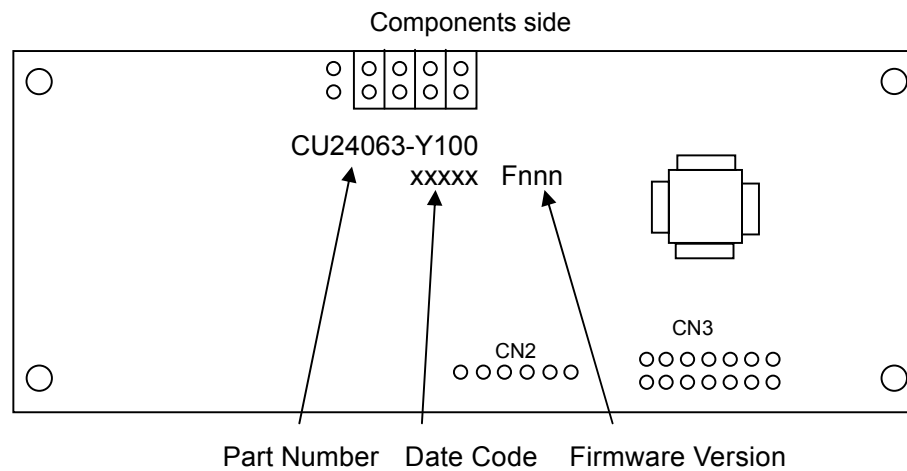 Components side
CU24063-Y100
xxxxx Fnnn
CN3
CN2
Part Number Date Code Firmware Version